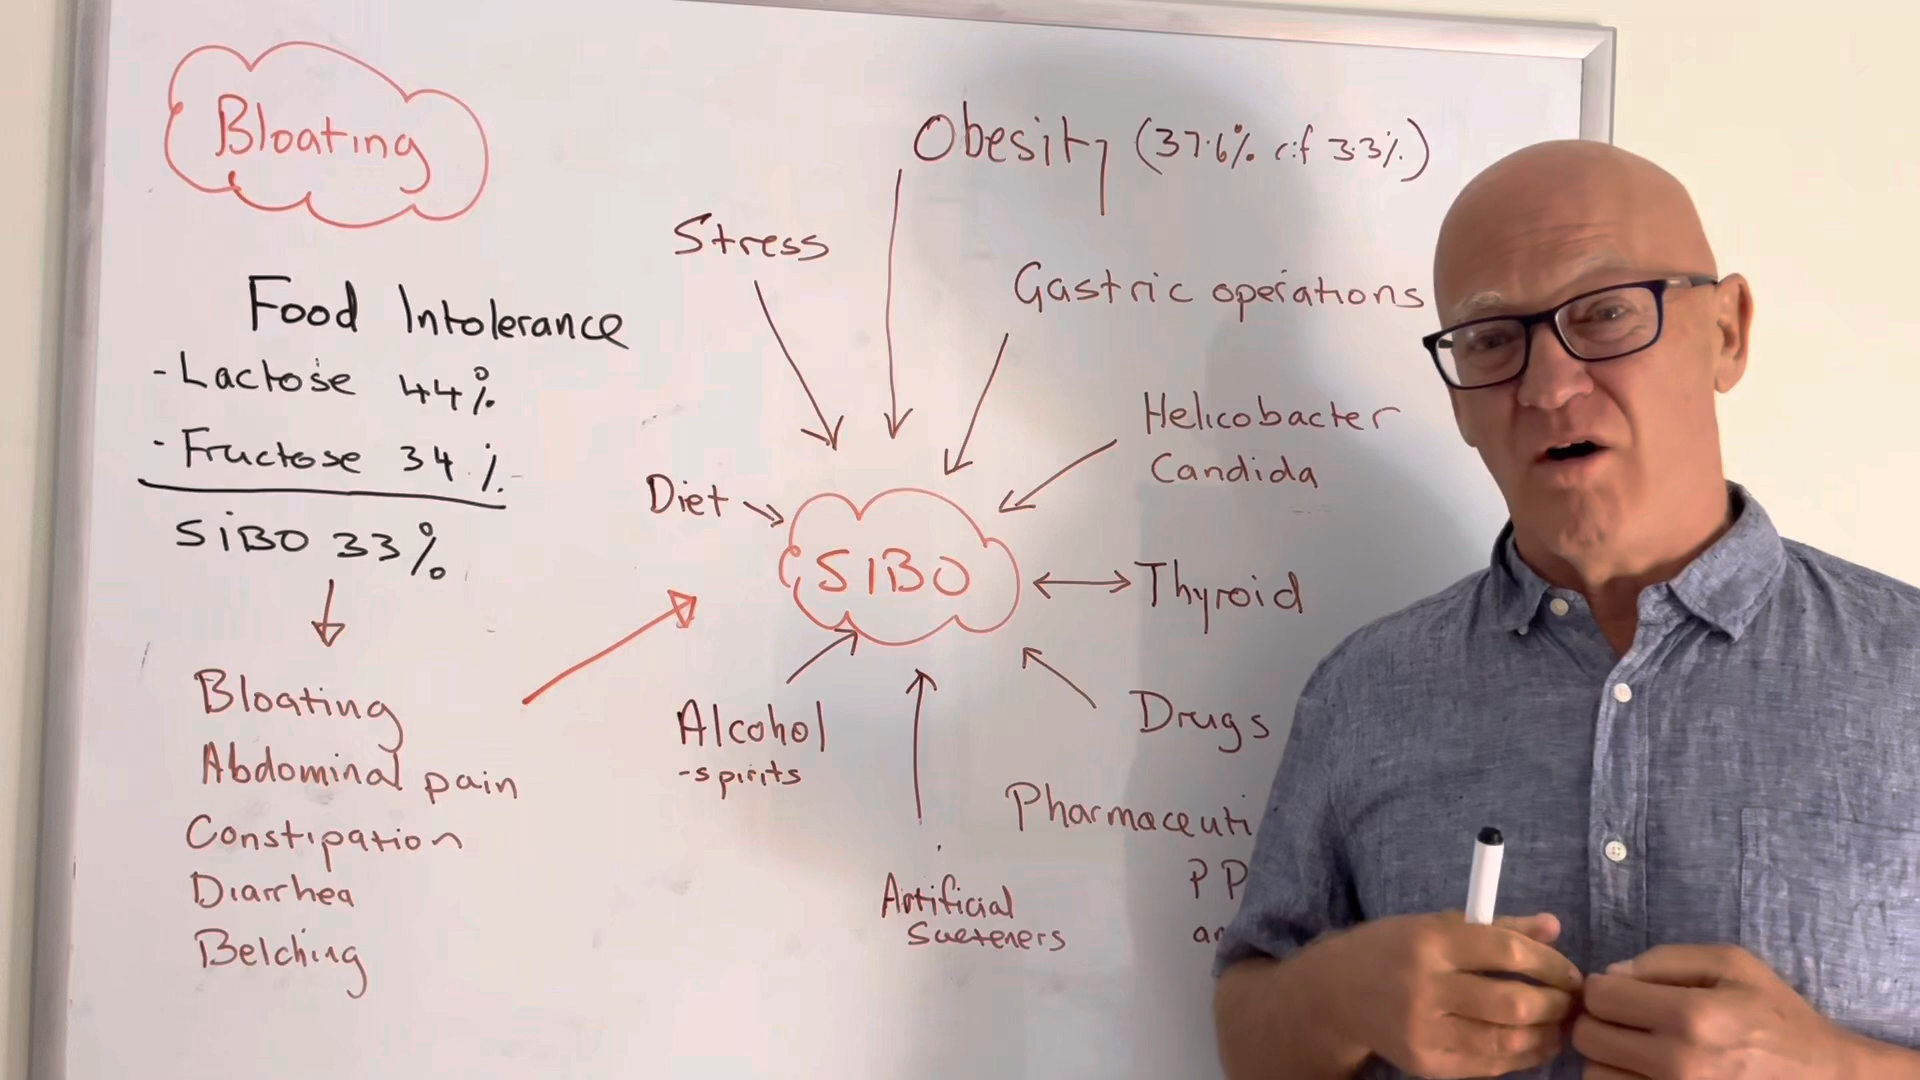 Bloating
Food Intolerance
- Lactose 44%
- Fructose 34%
SiBO 33%
Bloating
Abdominal pain
Constipation
Diarrhea
Belching
Obesity (37.6% c.f 3.3%)
Stress
Gastric operations
Helicobacter
Candida
Diet
SIBO
Thyroid
Alcohol
-spirits
Drugs
Artificial
Sweeteners